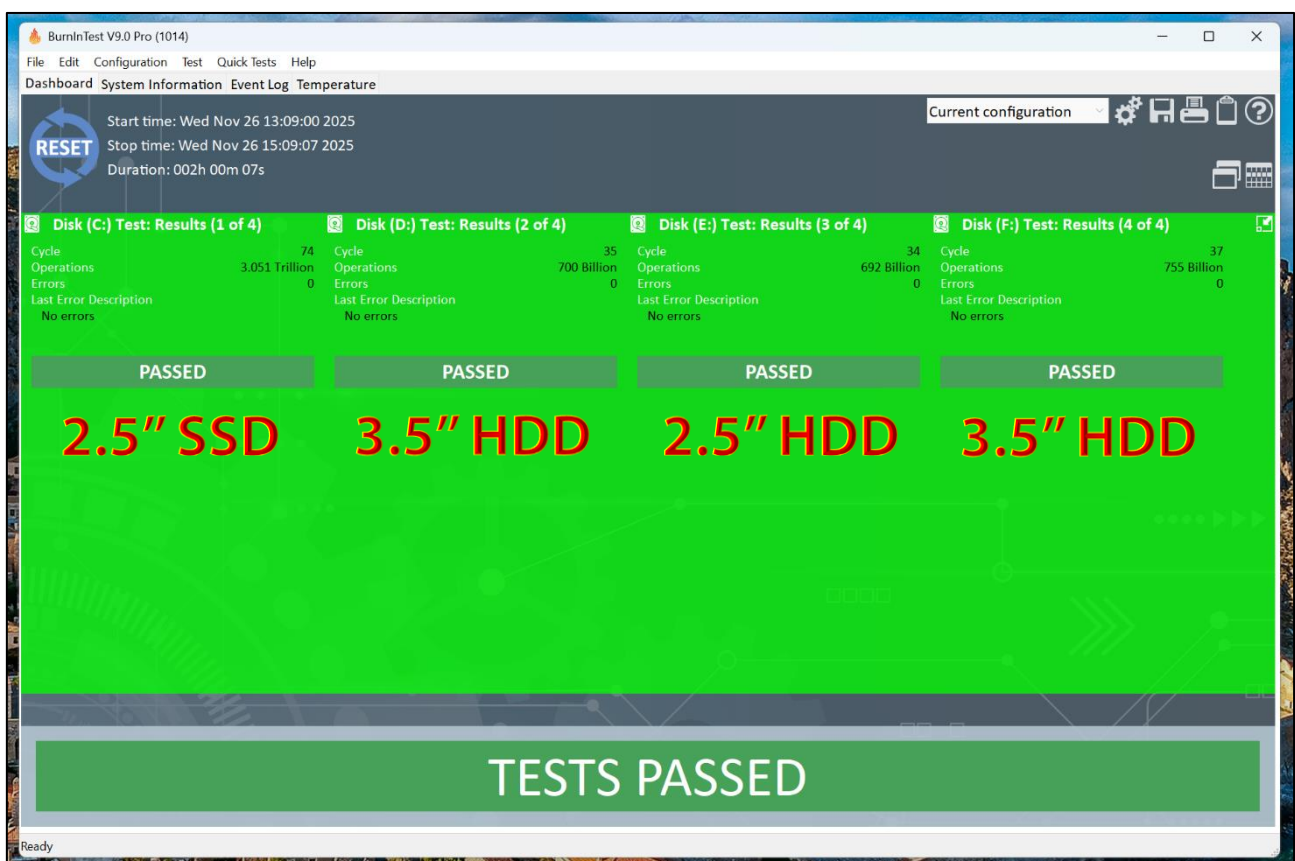 BurnInTest V9.0 Pro (1014)
File Edit Configuration Test Quick Tests Help
Dashboard System Information Event Log Temperature
RESET
Start time: Wed Nov 26 13:09:00 2025
Stop time: Wed Nov 26 15:09:07 2025
Duration: 002h 00m 07s
Current configuration
Disk (C:) Test: Results (1 of 4)
Cycle 74
Operations 3.051 Trillion
Errors 0
Last Error Description
No errors
PASSED
2.5” SSD
Disk (D:) Test: Results (2 of 4)
Cycle 35
Operations 700 Billion
Errors 0
Last Error Description
No errors
PASSED
3.5” HDD
Disk (E:) Test: Results (3 of 4)
Cycle 34
Operations 692 Billion
Errors 0
Last Error Description
No errors
PASSED
2.5” HDD
Disk (F:) Test: Results (4 of 4)
Cycle 37
Operations 755 Billion
Errors 0
Last Error Description
No errors
PASSED
3.5” HDD
TESTS PASSED
Ready